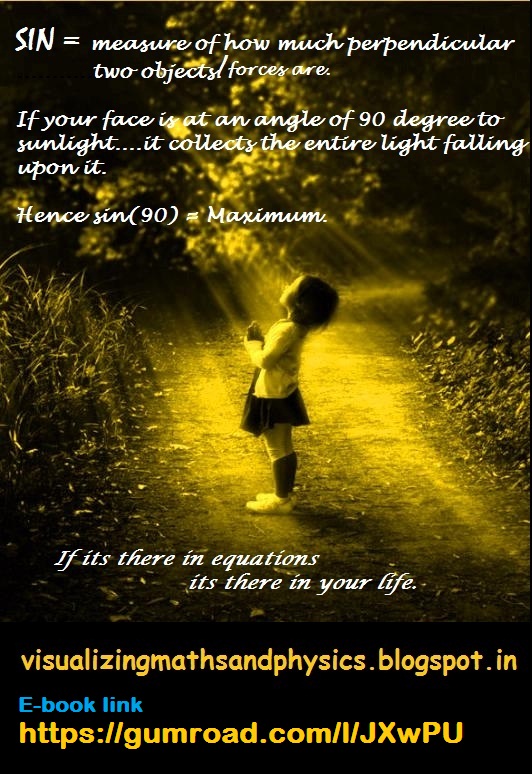 SIN = measure of how much perpendicular
two objects/forces are.
If your face is at an angle of 90 degree to
sunlight....it collects the entire light falling
upon it.
Hence sin(90) = Maximum.
If its there in equations
its there in your life.
visualizingmathsandphysics.blogspot.in
E-book link
https://gumroad.com/l/JXwPU